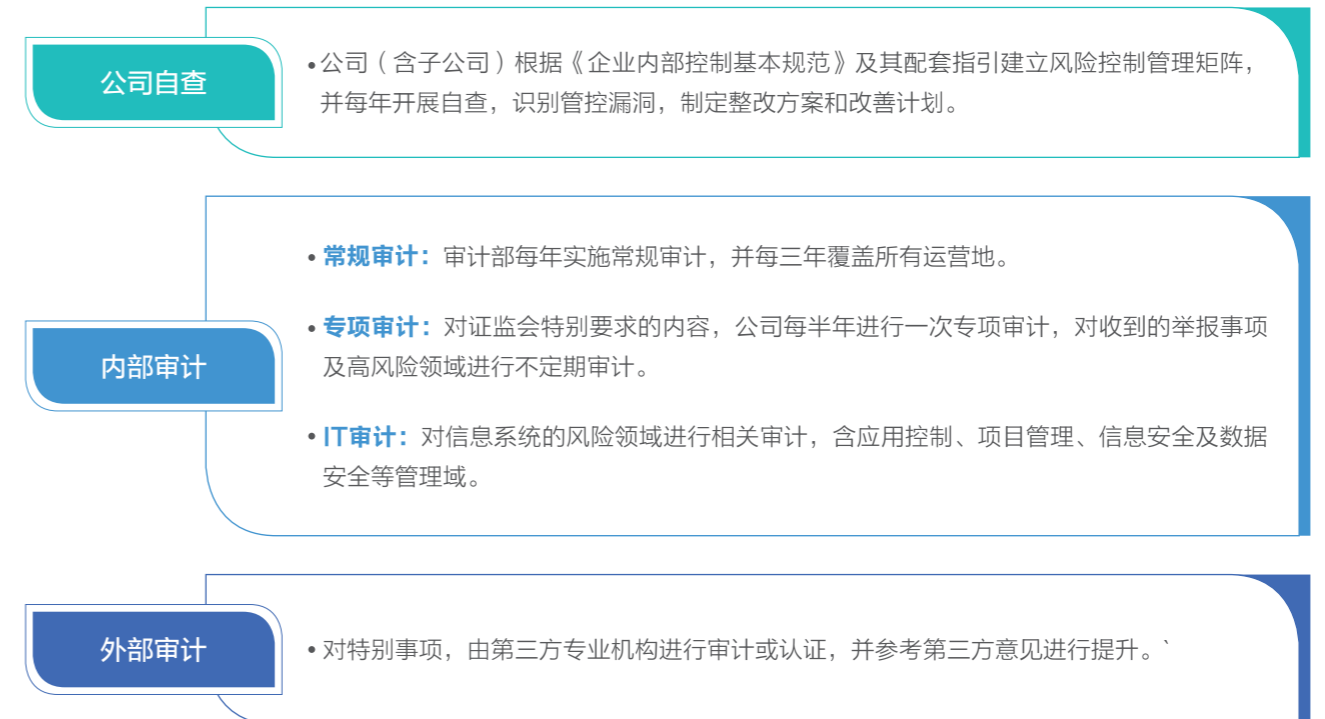 公司自查
•公司（含子公司）根据《企业内部控制基本规范》及其配套指引建立风险控制管理矩阵，
并每年开展自查，识别管控漏洞，制定整改方案和改善计划。
内部审计
•常规审计：审计部每年实施常规审计，并每三年覆盖所有运营地。
•专项审计：对证监会特别要求的内容，公司每半年进行一次专项审计，对收到的举报事项
及高风险领域进行不定期审计。
•IT审计：对信息系统的风险领域进行相关审计，含应用控制、项目管理、信息安全及数据
安全等管理域。
外部审计
•对特别事项，由第三方专业机构进行审计或认证，并参考第三方意见进行提升。`